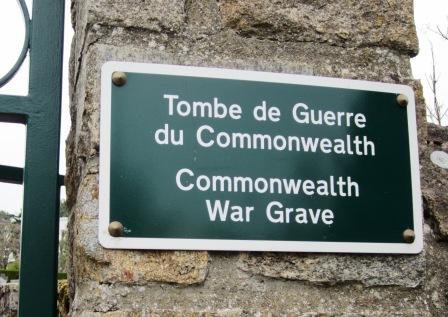 Tombe de Guerre
du Commonwealth
Commonwealth
War Grave